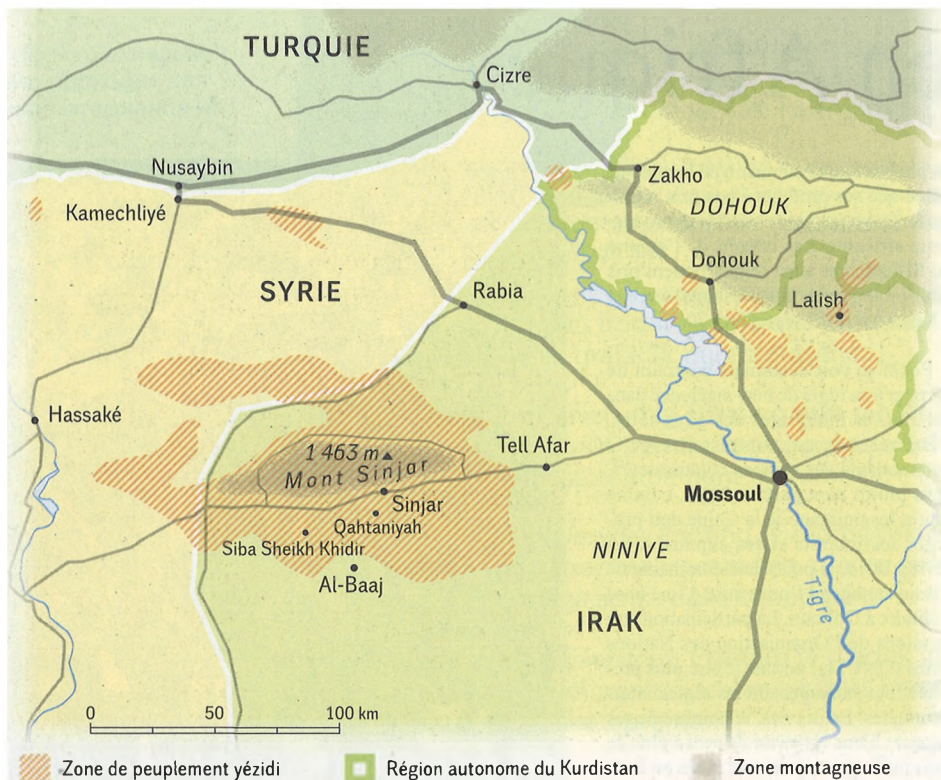 TURQUIE
Cizre
Nusaybin
Zakho
Kamechliyé
DOHOUK
Dohouk
SYRIE
Rabia
Lalish
Hassaké
1 463 m
Mont Sinjar
Tell Afar
Sinjar
Mossoul
Qahtaniyah
Siba Sheikh Khidir
NINIVE
Al-Baaj
Tigre
IRAK
0 50 100 km
Zone de peuplement yézidi
Région autonome du Kurdistan
Zone montagneuse